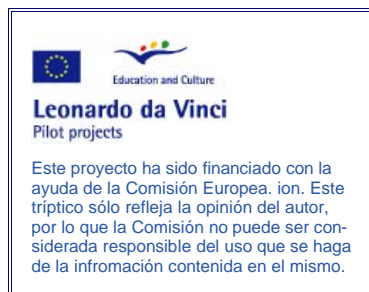 Education and Culture
Leonardo da Vinci
Pilot projects
Este proyecto ha sido financiado con la
ayuda de la Comisión Europea. ion. Este
tríptico sólo refleja la opinión del autor,
por lo que la Comisión no puede ser con-
siderada responsible del uso que se haga
de la infromación contenida en el mismo.